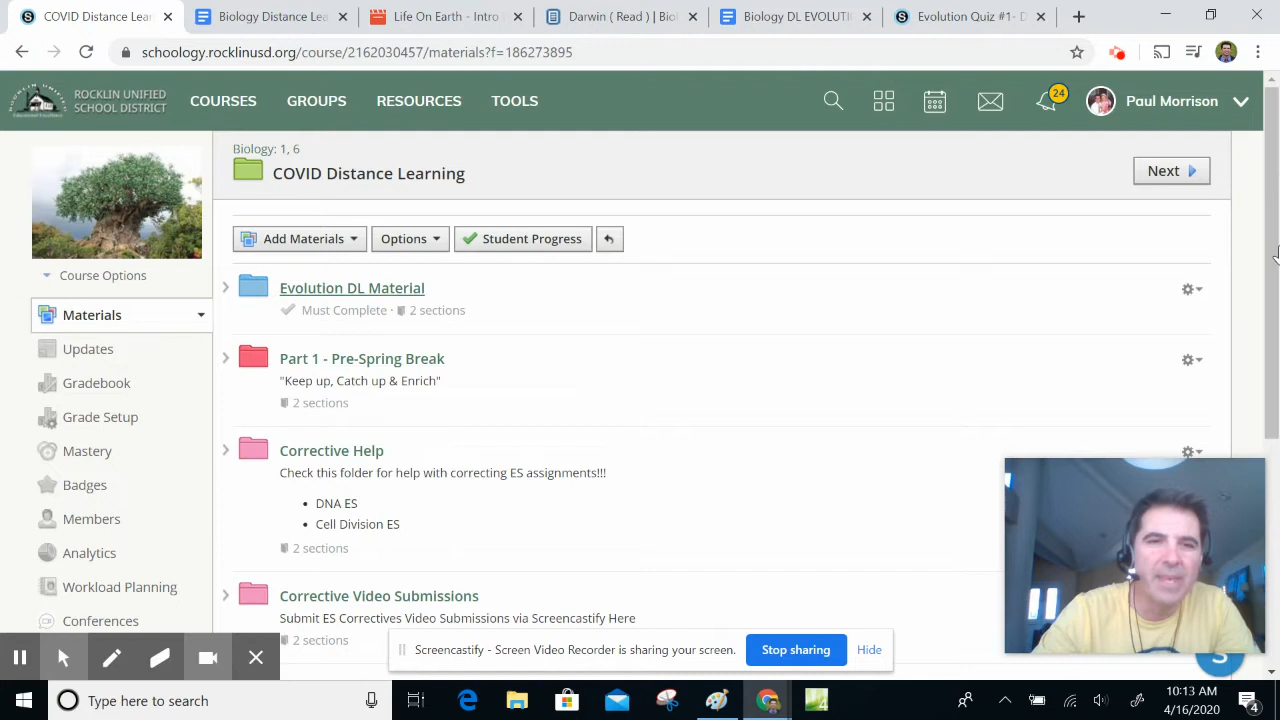 COVID Distance Lea
Biology Distance Lea
Life On Earth - Intro
Darwin ( Read ) | Biol
Biology DL EVOLUTI
Evolution Quiz #1- D
schoology.rocklinusd.org/course/2162030457/materials?f=186273895
ROCKLIN UNIFIED
SCHOOL DISTRICT
COURSES
GROUPS
RESOURCES
TOOLS
24
Paul Morrison
Biology: 1, 6
COVID Distance Learning
Next
Add Materials
Options
Student Progress
Course Options
Materials
Updates
Gradebook
Grade Setup
Mastery
Badges
Members
Analytics
Workload Planning
Conferences
Evolution DL Material
Must Complete · 2 sections
Part 1 - Pre-Spring Break
"Keep up, Catch up & Enrich"
2 sections
Corrective Help
Check this folder for help with correcting ES assignments!!!
• DNA ES
• Cell Division ES
2 sections
Corrective Video Submissions
Submit ES Correctives Video Submissions via Screencastify Here
2 sections
Screencastify - Screen Video Recorder is sharing your screen.
Stop sharing
Hide
Type here to search
10:13 AM
4/16/2020
4